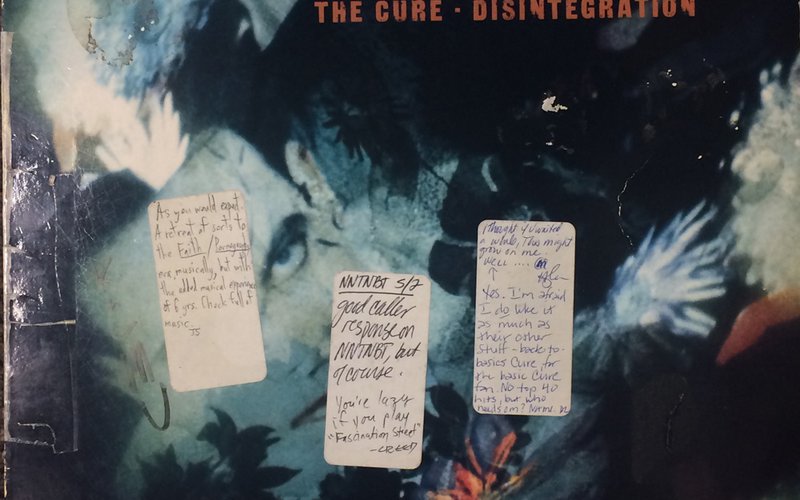 THE CURE · DISINTEGRATION
As you would expect
A retreat of sorts to
the Faith / Pornography
era, musically, but with
the added musical experience
of 6 yrs. Chock full of
music.
JS
NNTNBT 5/2
good caller
response on
NNTNBT, but
of course.
You're lazy
if you play
"Fascination Street"
-CREED
I thought if I waited
a while, This might
grow on me.
Well ....
Yes. I'm afraid
I do like it
as much as
their other
stuff - back-to-
basics Cure, for
the basic Cure
fan. No top 40
hits, but who
needs 'em?